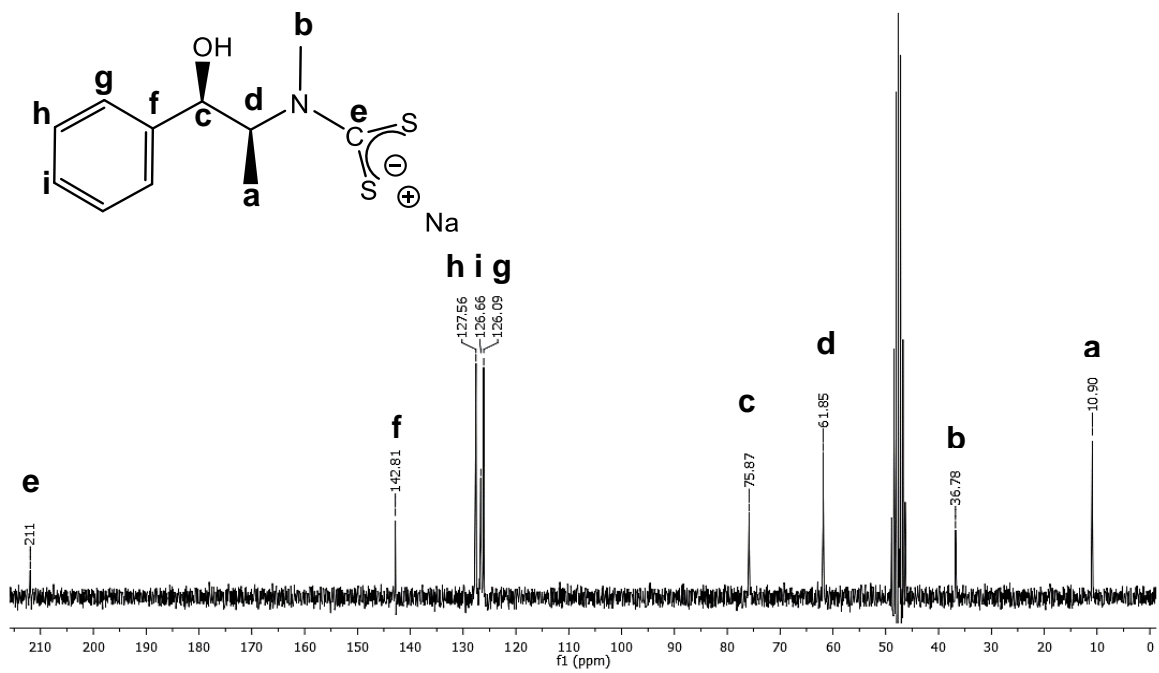 b
OH
g
d
f
N
e
S
h
c
C
⊖
i
S
a
⊕
Na
h i g
127.56
126.66
126.09
d
a
61.85
10.90
c
f
b
142.81
75.87
36.78
e
211
210 200 190 180 170 160 150 140 130 120 110 100 90 80 70 60 50 40 30 20 10 0
f1 (ppm)